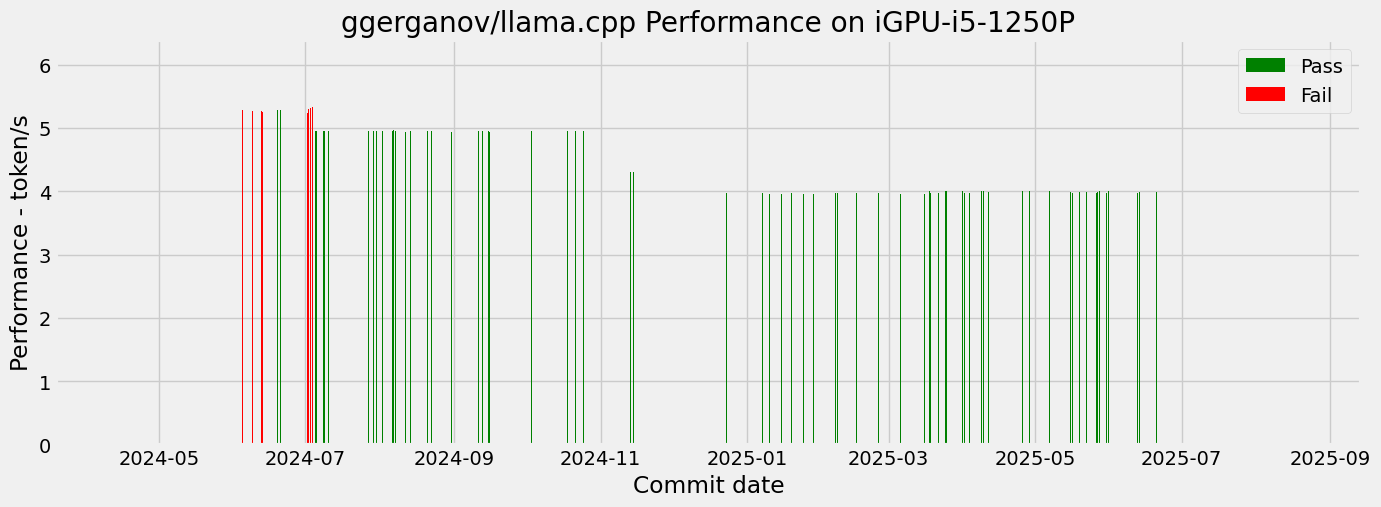 ggerganov/llama.cpp Performance on iGPU-i5-1250P
Performance - token/s
6
5
4
3
2
1
0
Pass
Fail
2024-05 2024-07 2024-09 2024-11 2025-01 2025-03 2025-05 2025-07 2025-09
Commit date